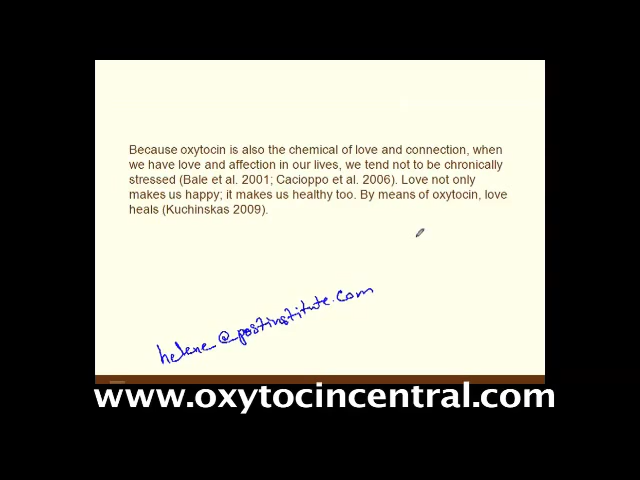 Because oxytocin is also the chemical of love and connection, when
we have love and affection in our lives, we tend not to be chronically
stressed (Bale et al. 2001; Cacioppo et al. 2006). Love not only
makes us happy; it makes us healthy too. By means of oxytocin, love
heals (Kuchinskas 2009).
helene@postinstitute.com
www.oxytocincentral.com